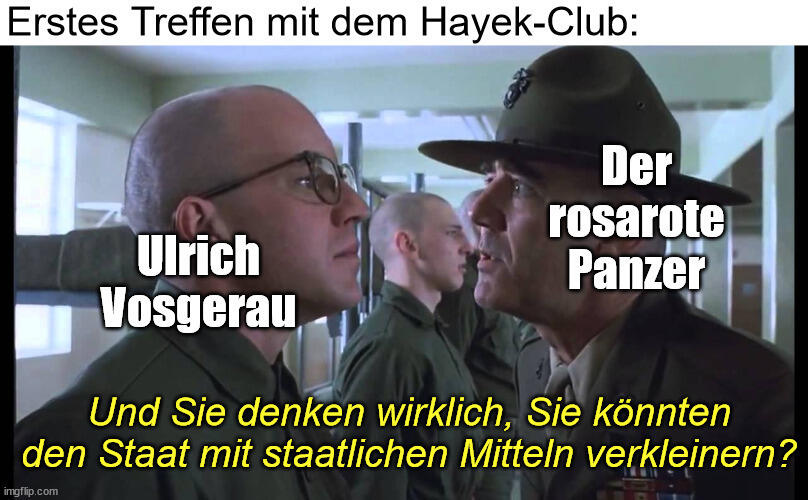 Erstes Treffen mit dem Hayek-Club:
Der
rosarote
Panzer
Ulrich
Vosgerau
Und Sie denken wirklich, Sie könnten
den Staat mit staatlichen Mitteln verkleinern?
imgflip.com